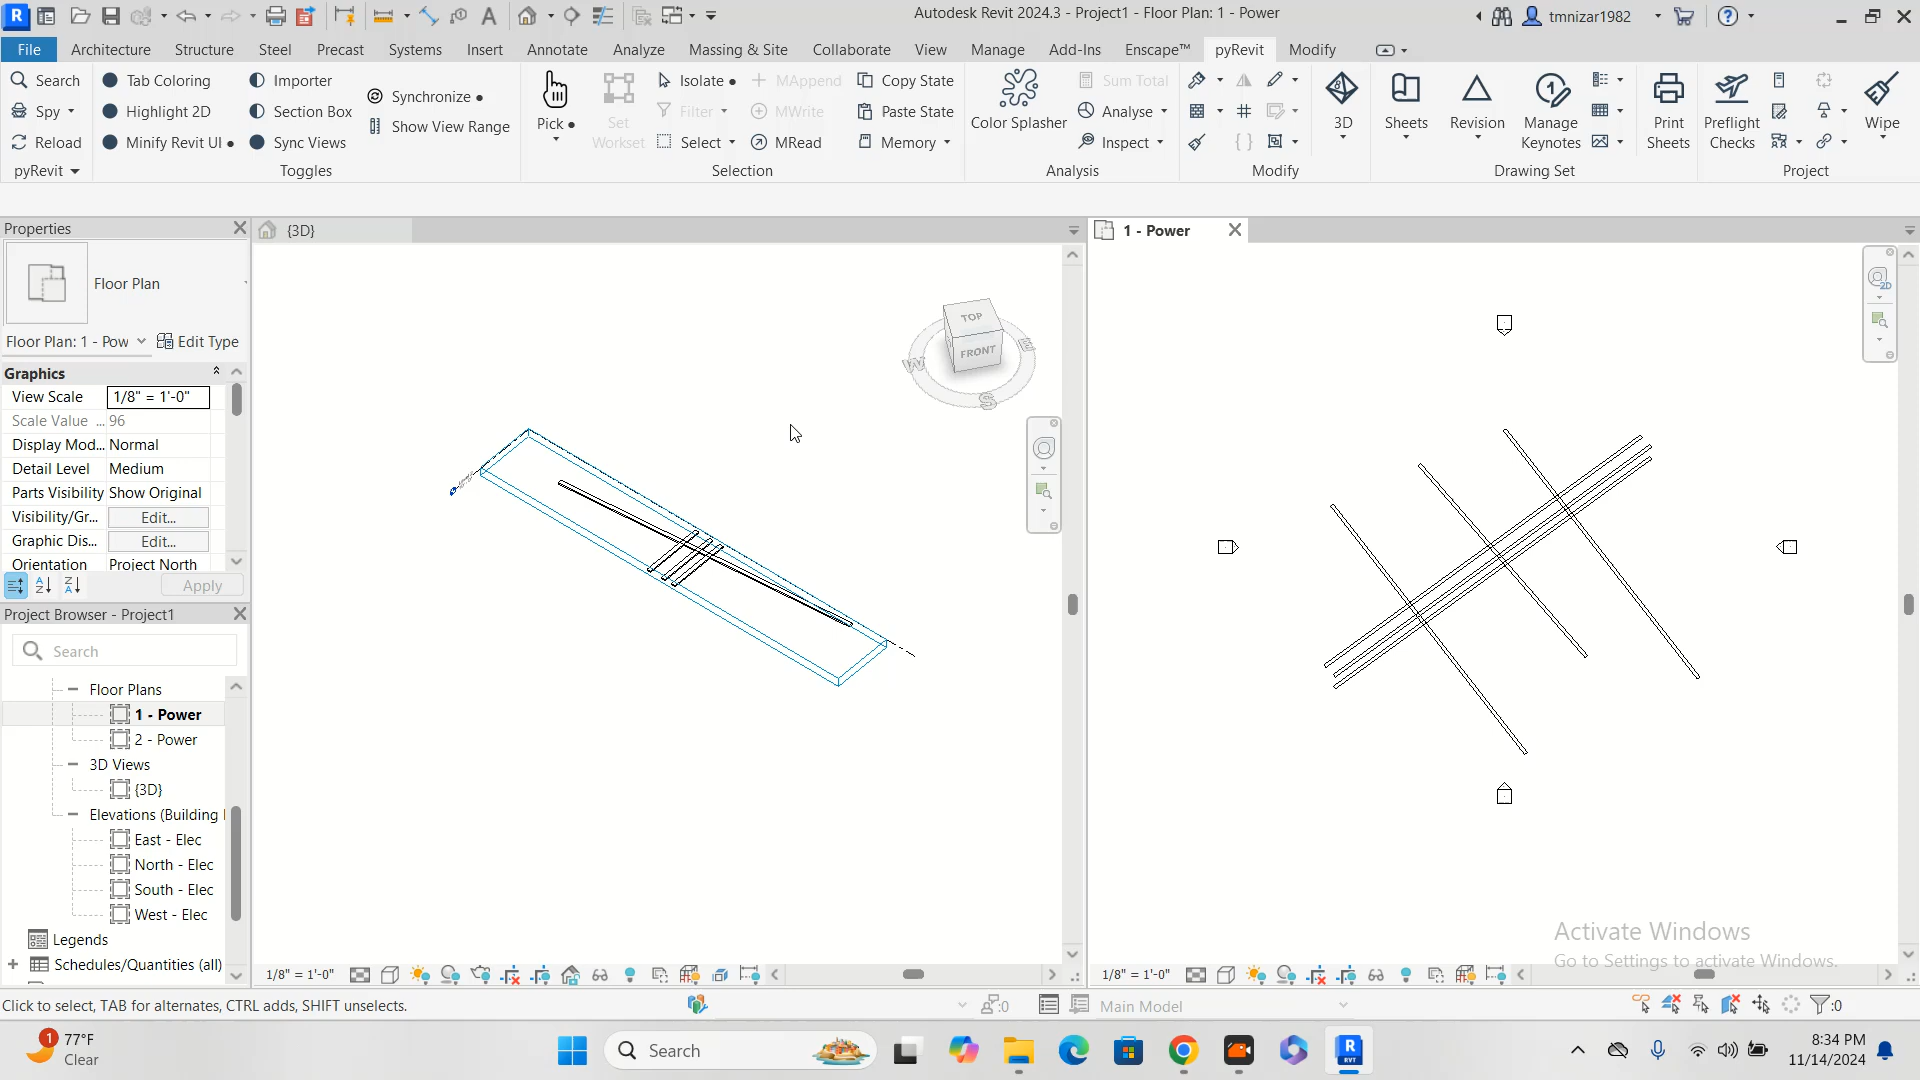 Autodesk Revit 2024.3 - Project1 - Floor Plan: 1 - Power
tmnizar1982
File Architecture Structure Steel Precast Systems Insert Annotate Analyze Massing & Site Collaborate View Manage Add-Ins Enscape™ pyRevit Modify
Search
Spy
Reload
pyRevit
Tab Coloring
Highlight 2D
Minify Revit UI
Importer
Section Box
Sync Views
Synchronize
Show View Range
Toggles
Pick
Set Workset
Isolate
Filter
Select
MAppend
MWrite
MRead
Copy State
Paste State
Memory
Selection
Color Splasher
Sum Total
Analyse
Inspect
Analysis
Modify
3D
Sheets
Revision
Manage Keynotes
Drawing Set
Print Sheets
Preflight Checks
Wipe
Project
Properties
Floor Plan
Floor Plan: 1 - Pow
Edit Type
Graphics
View Scale 1/8" = 1'-0"
Scale Value ... 96
Display Mod... Normal
Detail Level Medium
Parts Visibility Show Original
Visibility/Gr... Edit...
Graphic Dis... Edit...
Orientation Project North
Apply
Project Browser - Project1
Search
Floor Plans
1 - Power
2 - Power
3D Views
{3D}
Elevations (Building
East - Elec
North - Elec
South - Elec
West - Elec
Legends
Schedules/Quantities (all)
{3D}
TOP
FRONT
W
S
E
1/8" = 1'-0"
1 - Power
2D
Activate Windows
Go to Settings to activate Windows.
1/8" = 1'-0"
Click to select, TAB for alternates, CTRL adds, SHIFT unselects.
:0
Main Model
:0
1
77°F
Clear
Search
8:34 PM
11/14/2024